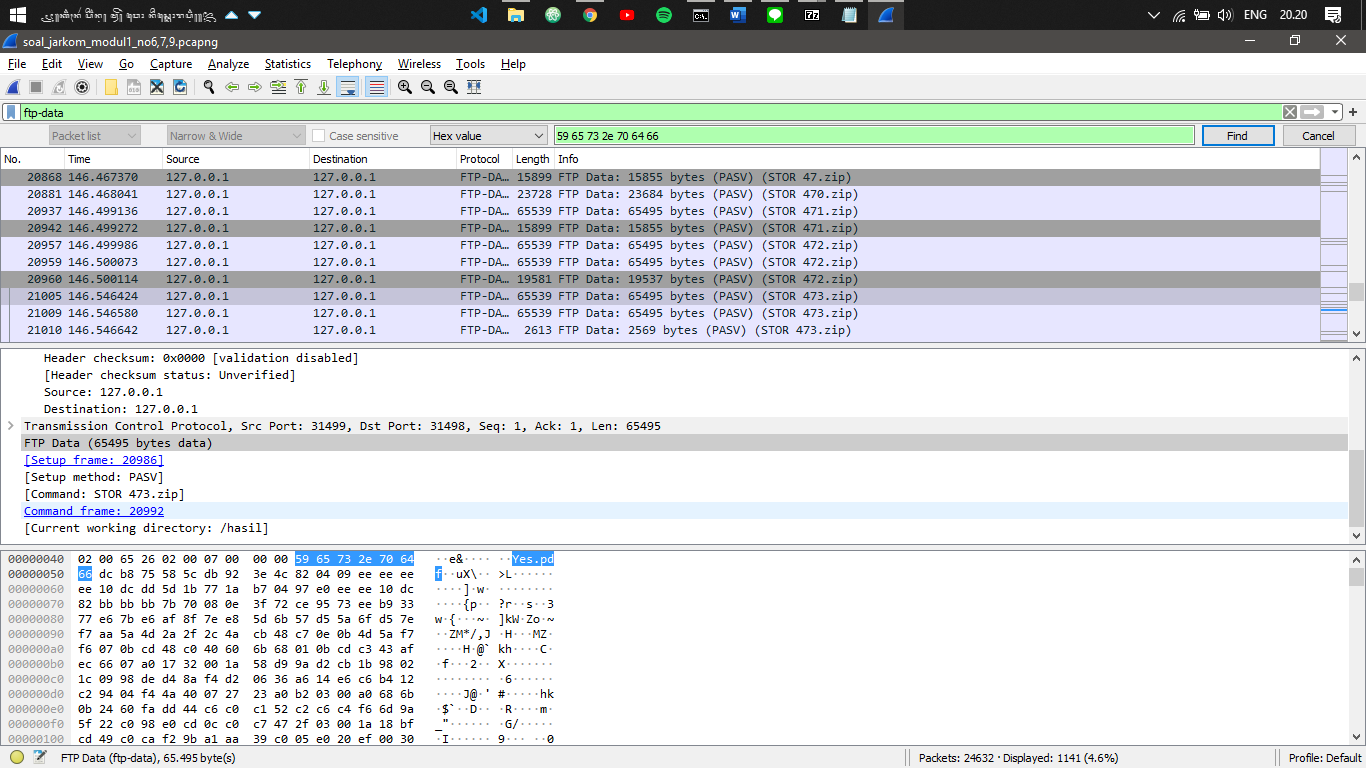 ENG 20.20
soal_jarkom_modul1_no6,7,9.pcapng
File Edit View Go Capture Analyze Statistics Telephony Wireless Tools Help
ftp-data
Packet list Narrow & Wide Case sensitive Hex value 59 65 73 2e 70 64 66 Find Cancel
No. Time Source Destination Protocol Length Info
20868 146.467370 127.0.0.1 127.0.0.1 FTP-DA… 15899 FTP Data: 15855 bytes (PASV) (STOR 47.zip)
20881 146.468041 127.0.0.1 127.0.0.1 FTP-DA… 23728 FTP Data: 23684 bytes (PASV) (STOR 470.zip)
20937 146.499136 127.0.0.1 127.0.0.1 FTP-DA… 65539 FTP Data: 65495 bytes (PASV) (STOR 471.zip)
20942 146.499272 127.0.0.1 127.0.0.1 FTP-DA… 15899 FTP Data: 15855 bytes (PASV) (STOR 471.zip)
20957 146.499986 127.0.0.1 127.0.0.1 FTP-DA… 65539 FTP Data: 65495 bytes (PASV) (STOR 472.zip)
20959 146.500073 127.0.0.1 127.0.0.1 FTP-DA… 65539 FTP Data: 65495 bytes (PASV) (STOR 472.zip)
20960 146.500114 127.0.0.1 127.0.0.1 FTP-DA… 19581 FTP Data: 19537 bytes (PASV) (STOR 472.zip)
21005 146.546424 127.0.0.1 127.0.0.1 FTP-DA… 65539 FTP Data: 65495 bytes (PASV) (STOR 473.zip)
21009 146.546580 127.0.0.1 127.0.0.1 FTP-DA… 65539 FTP Data: 65495 bytes (PASV) (STOR 473.zip)
21010 146.546642 127.0.0.1 127.0.0.1 FTP-DA… 2613 FTP Data: 2569 bytes (PASV) (STOR 473.zip)
Header checksum: 0x0000 [validation disabled]
[Header checksum status: Unverified]
Source: 127.0.0.1
Destination: 127.0.0.1
Transmission Control Protocol, Src Port: 31499, Dst Port: 31498, Seq: 1, Ack: 1, Len: 65495
FTP Data (65495 bytes data)
[Setup frame: 20986]
[Setup method: PASV]
[Command: STOR 473.zip]
Command frame: 20992
[Current working directory: /hasil]
00000040 02 00 65 26 02 00 07 00 00 00 59 65 73 2e 70 64 ··e&···· ··Yes.pd
00000050 66 dc b8 75 58 5c db 92 3e 4c 82 04 09 ee ee ee f··uX\·· >L······
00000060 ee 10 dc dd 5d 1b 77 1a b7 04 97 e0 ee ee 10 dc ····]·w· ········
00000070 82 bb bb bb 7b 70 08 0e 3f 72 ce 95 73 ee b9 33 ····{p·· ?r··s··3
00000080 77 e6 7b e6 af 8f 7e e8 5d 6b 57 d5 5a 6f d5 7e w·{···~· ]kW·Zo·~
00000090 f7 aa 5a 4d 2a 2f 2c 4a cb 48 c7 0e 0b 4d 5a f7 ··ZM*/,J ·H···MZ·
000000a0 f6 07 0b cd 48 c0 40 60 6b 68 01 0b cd c3 43 af ····H·@` kh····C·
000000b0 ec 66 07 a0 17 32 00 1a 58 d9 9a d2 cb 1b 98 02 ·f···2·· X·······
000000c0 1c 09 98 de d4 8a f4 d2 06 36 a6 14 e6 c6 b4 12 ········ ·6······
000000d0 c2 94 04 f4 4a 40 07 27 23 a0 b2 03 00 a0 68 6b ····J@·' #·····hk
000000e0 0b 24 60 fa dd 44 c6 c0 c1 52 c2 c6 c4 f6 6d 9a ·$`··D·· ·R····m·
000000f0 5f 22 c0 98 e0 cd 0c c0 c7 47 2f 03 00 1a 18 bf _"······ ·G/·····
00000100 cd 49 c0 ca f2 9b a1 aa 39 c0 05 e0 20 ef 00 30 ·I······ 9··· ··0
FTP Data (ftp-data), 65.495 byte(s) Packets: 24632 · Displayed: 1141 (4.6%) Profile: Default